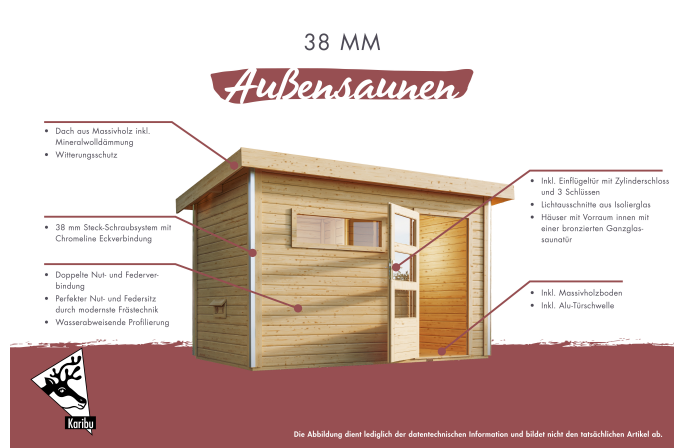 38 MM
Außensaunen
• Dach aus Massivholz inkl.
Mineralwolldämmung
• Witterungsschutz
• 38 mm Steck-Schraubsystem mit
Chromeline Eckverbindung
• Doppelte Nut- und Federver-
bindung
• Perfekter Nut- und Federsitz
durch modernste Frästechnik
• Wasserabweisende Profilierung
• Inkl. Einflügeltür mit Zylinderschloss
und 3 Schlüssen
• Lichtausschnitte aus Isolierglas
• Häuser mit Vorraum innen mit
einer bronzierten Ganzglas-
saunatür
• Inkl. Massivholzboden
• Inkl. Alu-Türschwelle
Karibu
Die Abbildung dient lediglich der datentechnischen Information und bildet nicht den tatsächlichen Artikel ab.